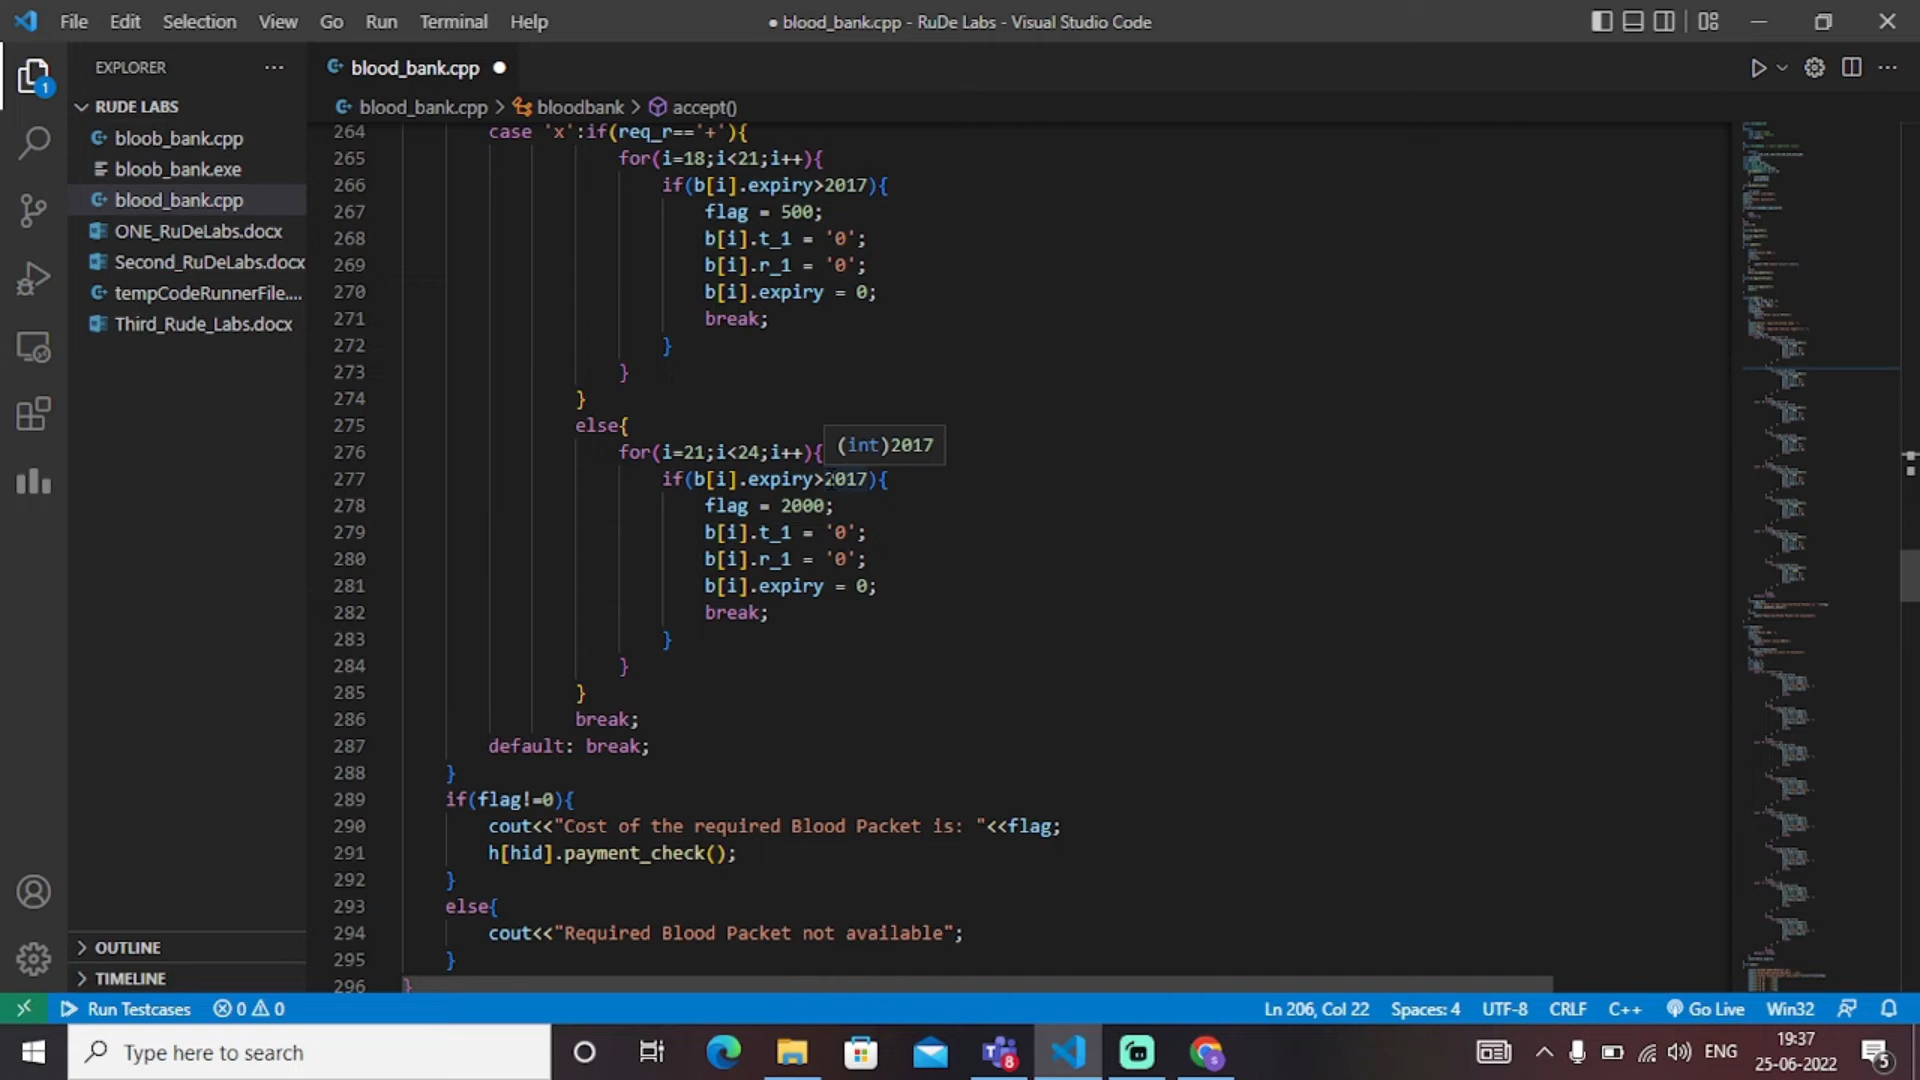 File Edit Selection View Go Run Terminal Help
● blood_bank.cpp - RuDe Labs - Visual Studio Code
EXPLORER
RUDE LABS
bloob_bank.cpp
bloob_bank.exe
blood_bank.cpp
ONE_RuDeLabs.docx
Second_RuDeLabs.docx
tempCodeRunnerFile....
Third_Rude_Labs.docx
OUTLINE
TIMELINE
1
blood_bank.cpp ●
blood_bank.cpp > bloodbank > accept()
264 case 'x':if(req_r=='+'){
265 for(i=18;i<21;i++){
266 if(b[i].expiry>2017){
267 flag = 500;
268 b[i].t_1 = '0';
269 b[i].r_1 = '0';
270 b[i].expiry = 0;
271 break;
272 }
273 }
274 }
275 else{
(int)2017
276 for(i=21;i<24;i++){
277 if(b[i].expiry>2017){
278 flag = 2000;
279 b[i].t_1 = '0';
280 b[i].r_1 = '0';
281 b[i].expiry = 0;
282 break;
283 }
284 }
285 }
286 break;
287 default: break;
288 }
289 if(flag!=0){
290 cout<<"Cost of the required Blood Packet is: "<<flag;
291 h[hid].payment_check();
292 }
293 else{
294 cout<<"Required Blood Packet not available";
295 }
296 }
Run Testcases 0 0
Ln 206, Col 22 Spaces: 4 UTF-8 CRLF C++ Go Live Win32
Type here to search
8
ENG
19:37
25-06-2022
5